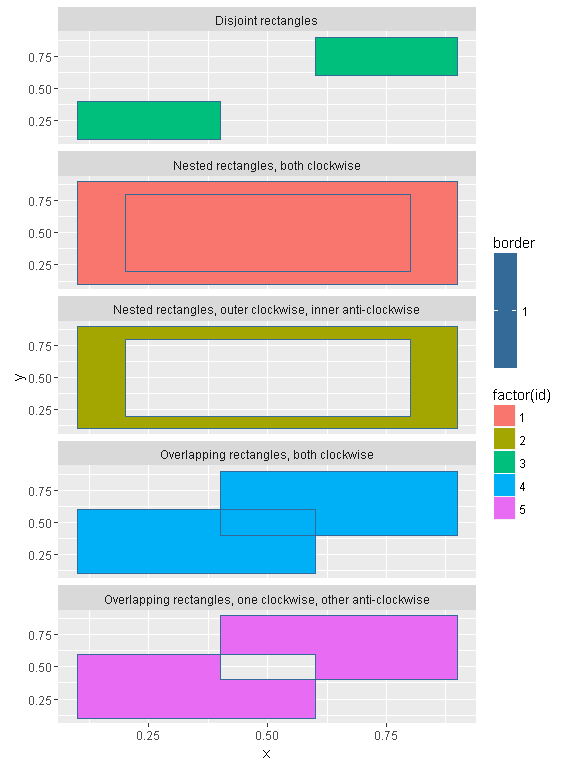 Disjoint rectangles
0.75
0.50
0.25
Nested rectangles, both clockwise
0.75
0.50
0.25
Nested rectangles, outer clockwise, inner anti-clockwise
0.75
0.50
0.25
Overlapping rectangles, both clockwise
0.75
0.50
0.25
Overlapping rectangles, one clockwise, other anti-clockwise
0.75
0.50
0.25
0.25 0.50 0.75
x
y
border
1
factor(id)
1
2
3
4
5